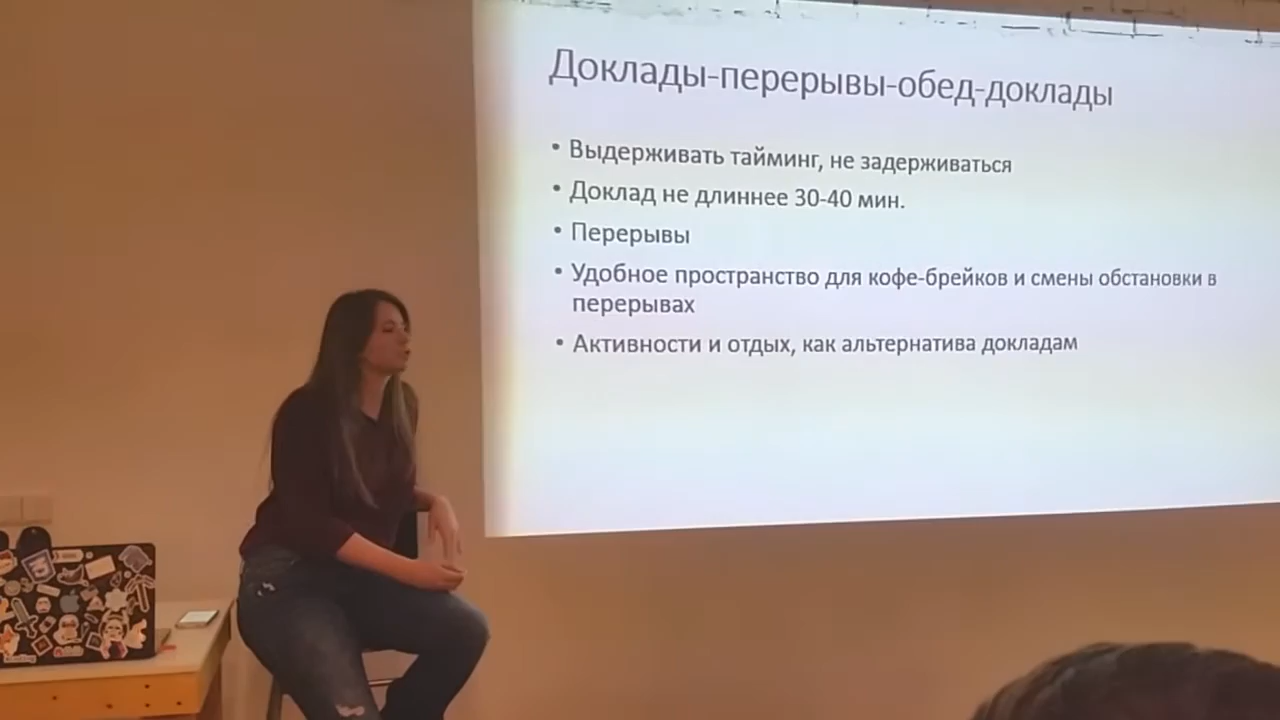 Доклады-перерывы-обед-доклады
• Выдерживать тайминг, не задерживаться
• Доклад не длиннее 30-40 мин.
• Перерывы
• Удобное пространство для кофе-брейков и смены обстановки в
перерывах
• Активности и отдых, как альтернатива докладам